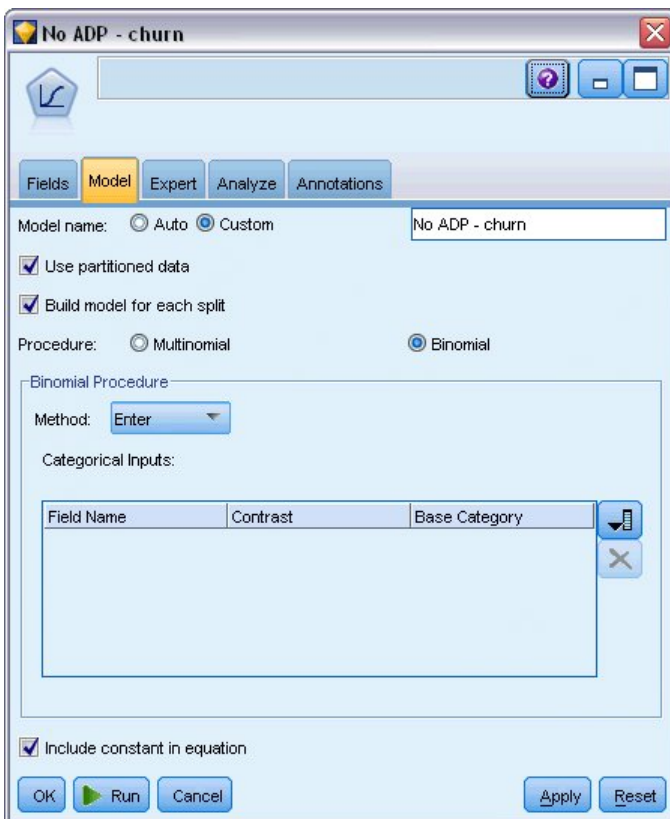 No ADP - churn
Fields Model Expert Analyze Annotations
Model name: Auto Custom No ADP - churn
Use partitioned data
Build model for each split
Procedure: Multinomial Binomial
Binomial Procedure
Method: Enter
Categorical Inputs:
Field Name Contrast Base Category
Include constant in equation
OK Run Cancel Apply Reset